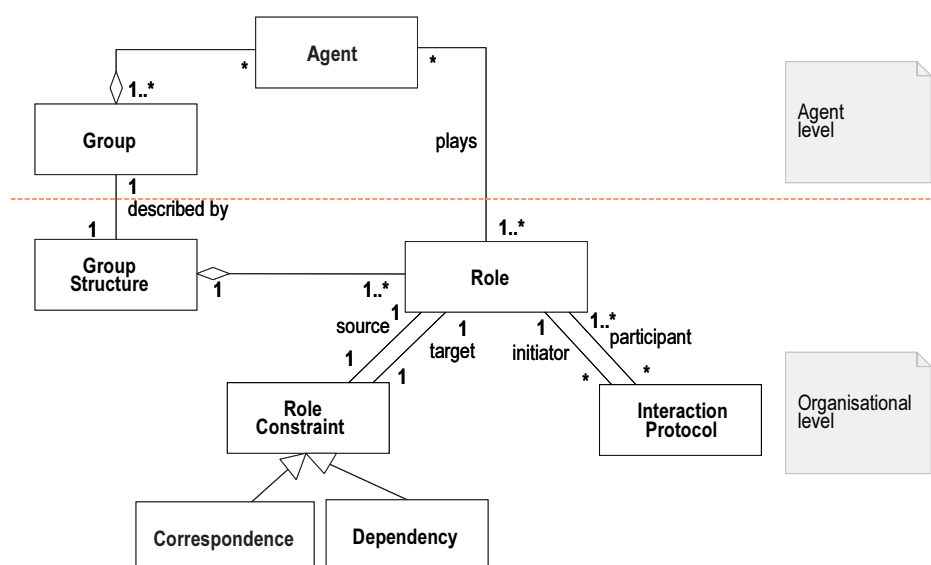 Agent
*
*
1..*
Group
Agent
level
plays
1
described by
1..*
1
Group
Structure
Role
1
1..*
1
source
1
target
1
initiator
1..*
participant
1
1
*
*
Role
Constraint
Interaction
Protocol
Organisational
level
Correspondence
Dependency